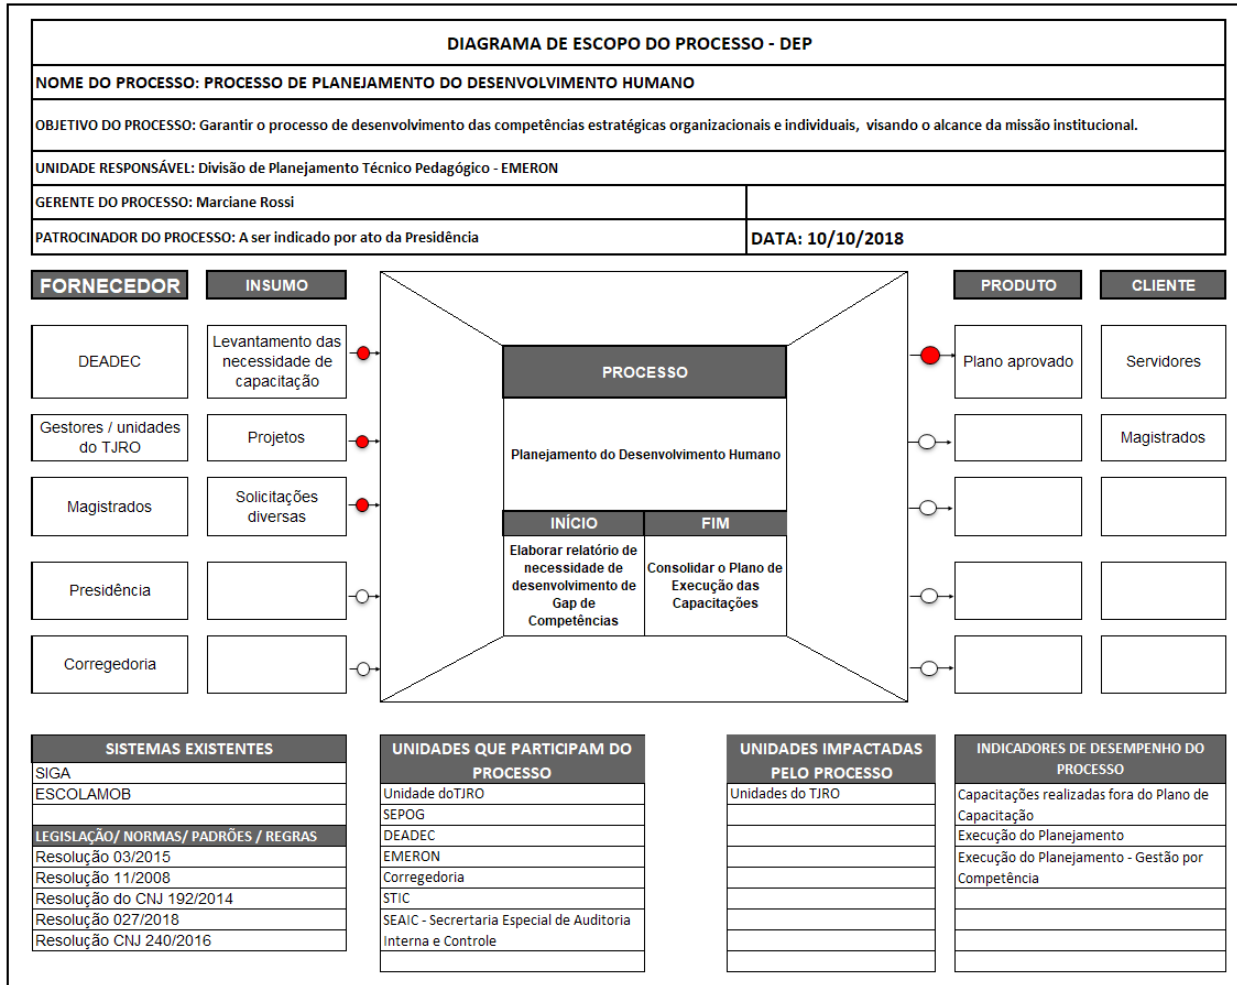 DIAGRAMA DE ESCOPO DO PROCESSO - DEP
NOME DO PROCESSO: PROCESSO DE PLANEJAMENTO DO DESENVOLVIMENTO HUMANO
OBJETIVO DO PROCESSO: Garantir o processo de desenvolvimento das competências estratégicas organizacionais e individuais, visando o alcance da missão institucional.
UNIDADE RESPONSÁVEL: Divisão de Planejamento Técnico Pedagógico - EMERON
GERENTE DO PROCESSO: Marciane Rossi
PATROCINADOR DO PROCESSO: A ser indicado por ato da Presidência
DATA: 10/10/2018
FORNECEDOR
DEADEC
Gestores / unidades
do TJRO
Magistrados
Presidência
Corregedoria
INSUMO
Levantamento das
necessidade de
capacitação
Projetos
Solicitações
diversas
PROCESSO
Planejamento do Desenvolvimento Humano
INÍCIO
Elaborar relatório de
necessidade de
desenvolvimento de
Gap de
Competências
FIM
Consolidar o Plano de
Execução das
Capacitações
PRODUTO
Plano aprovado
CLIENTE
Servidores
Magistrados
SISTEMAS EXISTENTES
SIGA
ESCOLAMOB
LEGISLAÇÃO/ NORMAS/ PADRÕES / REGRAS
Resolução 03/2015
Resolução 11/2008
Resolução do CNJ 192/2014
Resolução 027/2018
Resolução CNJ 240/2016
UNIDADES QUE PARTICIPAM DO
PROCESSO
Unidade doTJRO
SEPOG
DEADEC
EMERON
Corregedoria
STIC
SEAIC - Secrertaria Especial de Auditoria
Interna e Controle
UNIDADES IMPACTADAS
PELO PROCESSO
Unidades do TJRO
INDICADORES DE DESEMPENHO DO
PROCESSO
Capacitações realizadas fora do Plano de
Capacitação
Execução do Planejamento
Execução do Planejamento - Gestão por
Competência